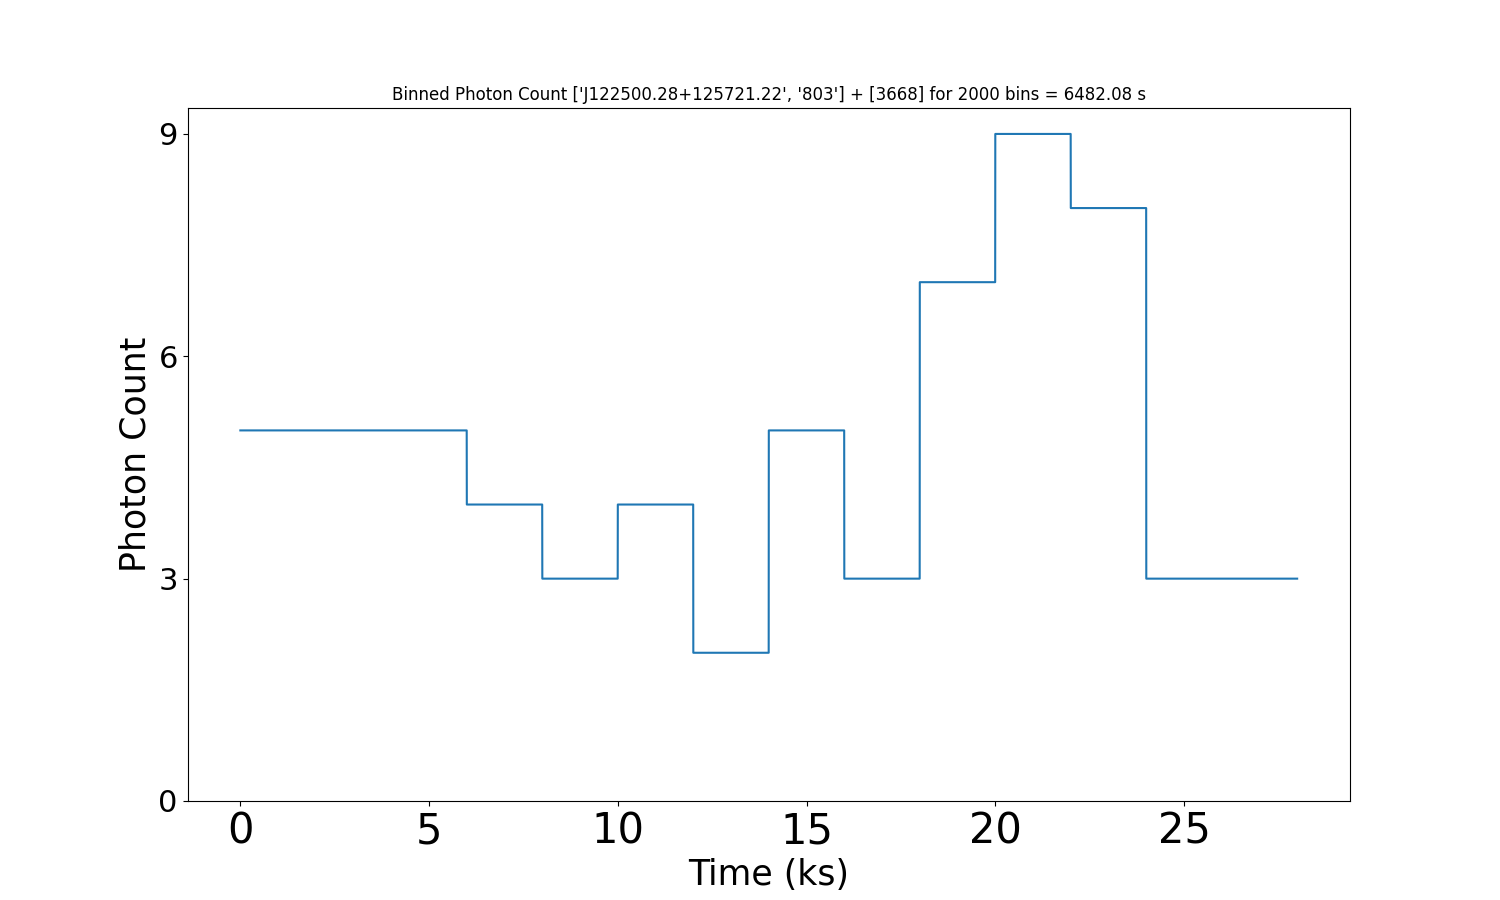 Binned Photon Count ['J122500.28+125721.22', '803'] + [3668] for 2000 bins = 6482.08 s
9
6
3
0
Photon Count
0 5 10 15 20 25
Time (ks)